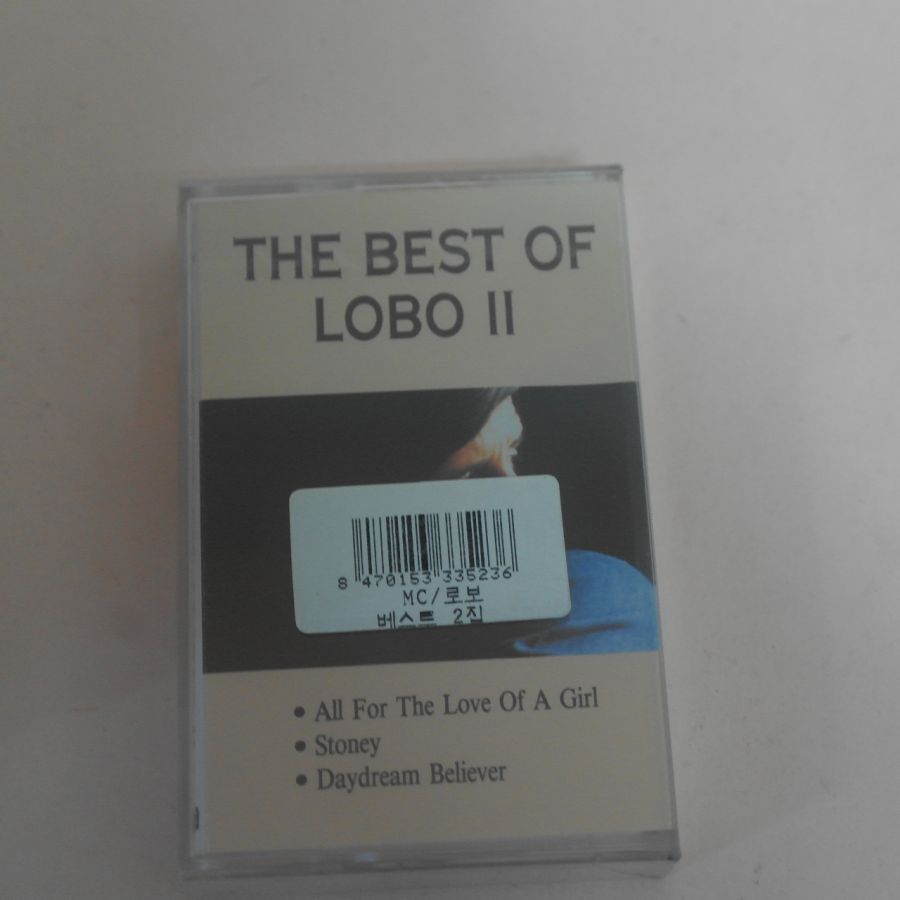 THE BEST OF
LOBO II
8 470153 335236
MC/로보
베스트 2집
• All For The Love Of A Girl
• Stoney
• Daydream Believer